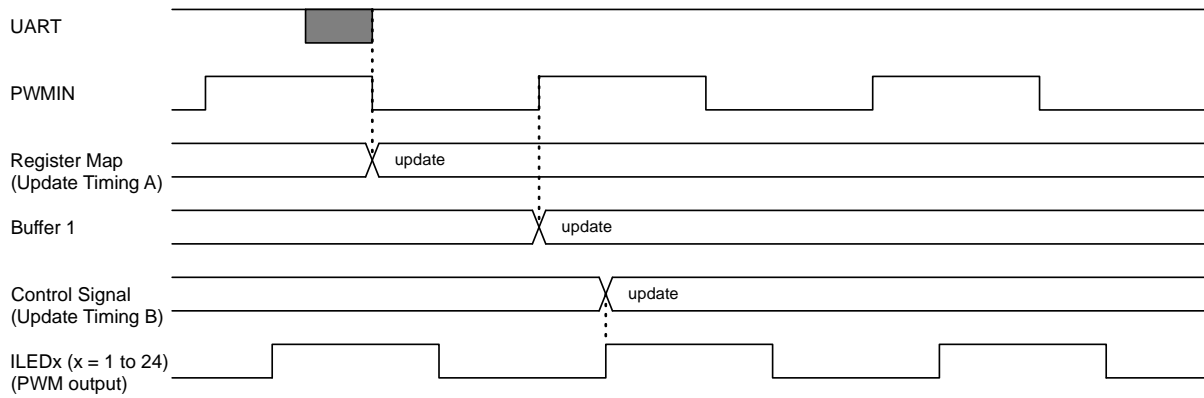 UART
PWMIN
Register Map
(Update Timing A)
update
Buffer 1
update
Control Signal
(Update Timing B)
update
ILEDx (x = 1 to 24)
(PWM output)